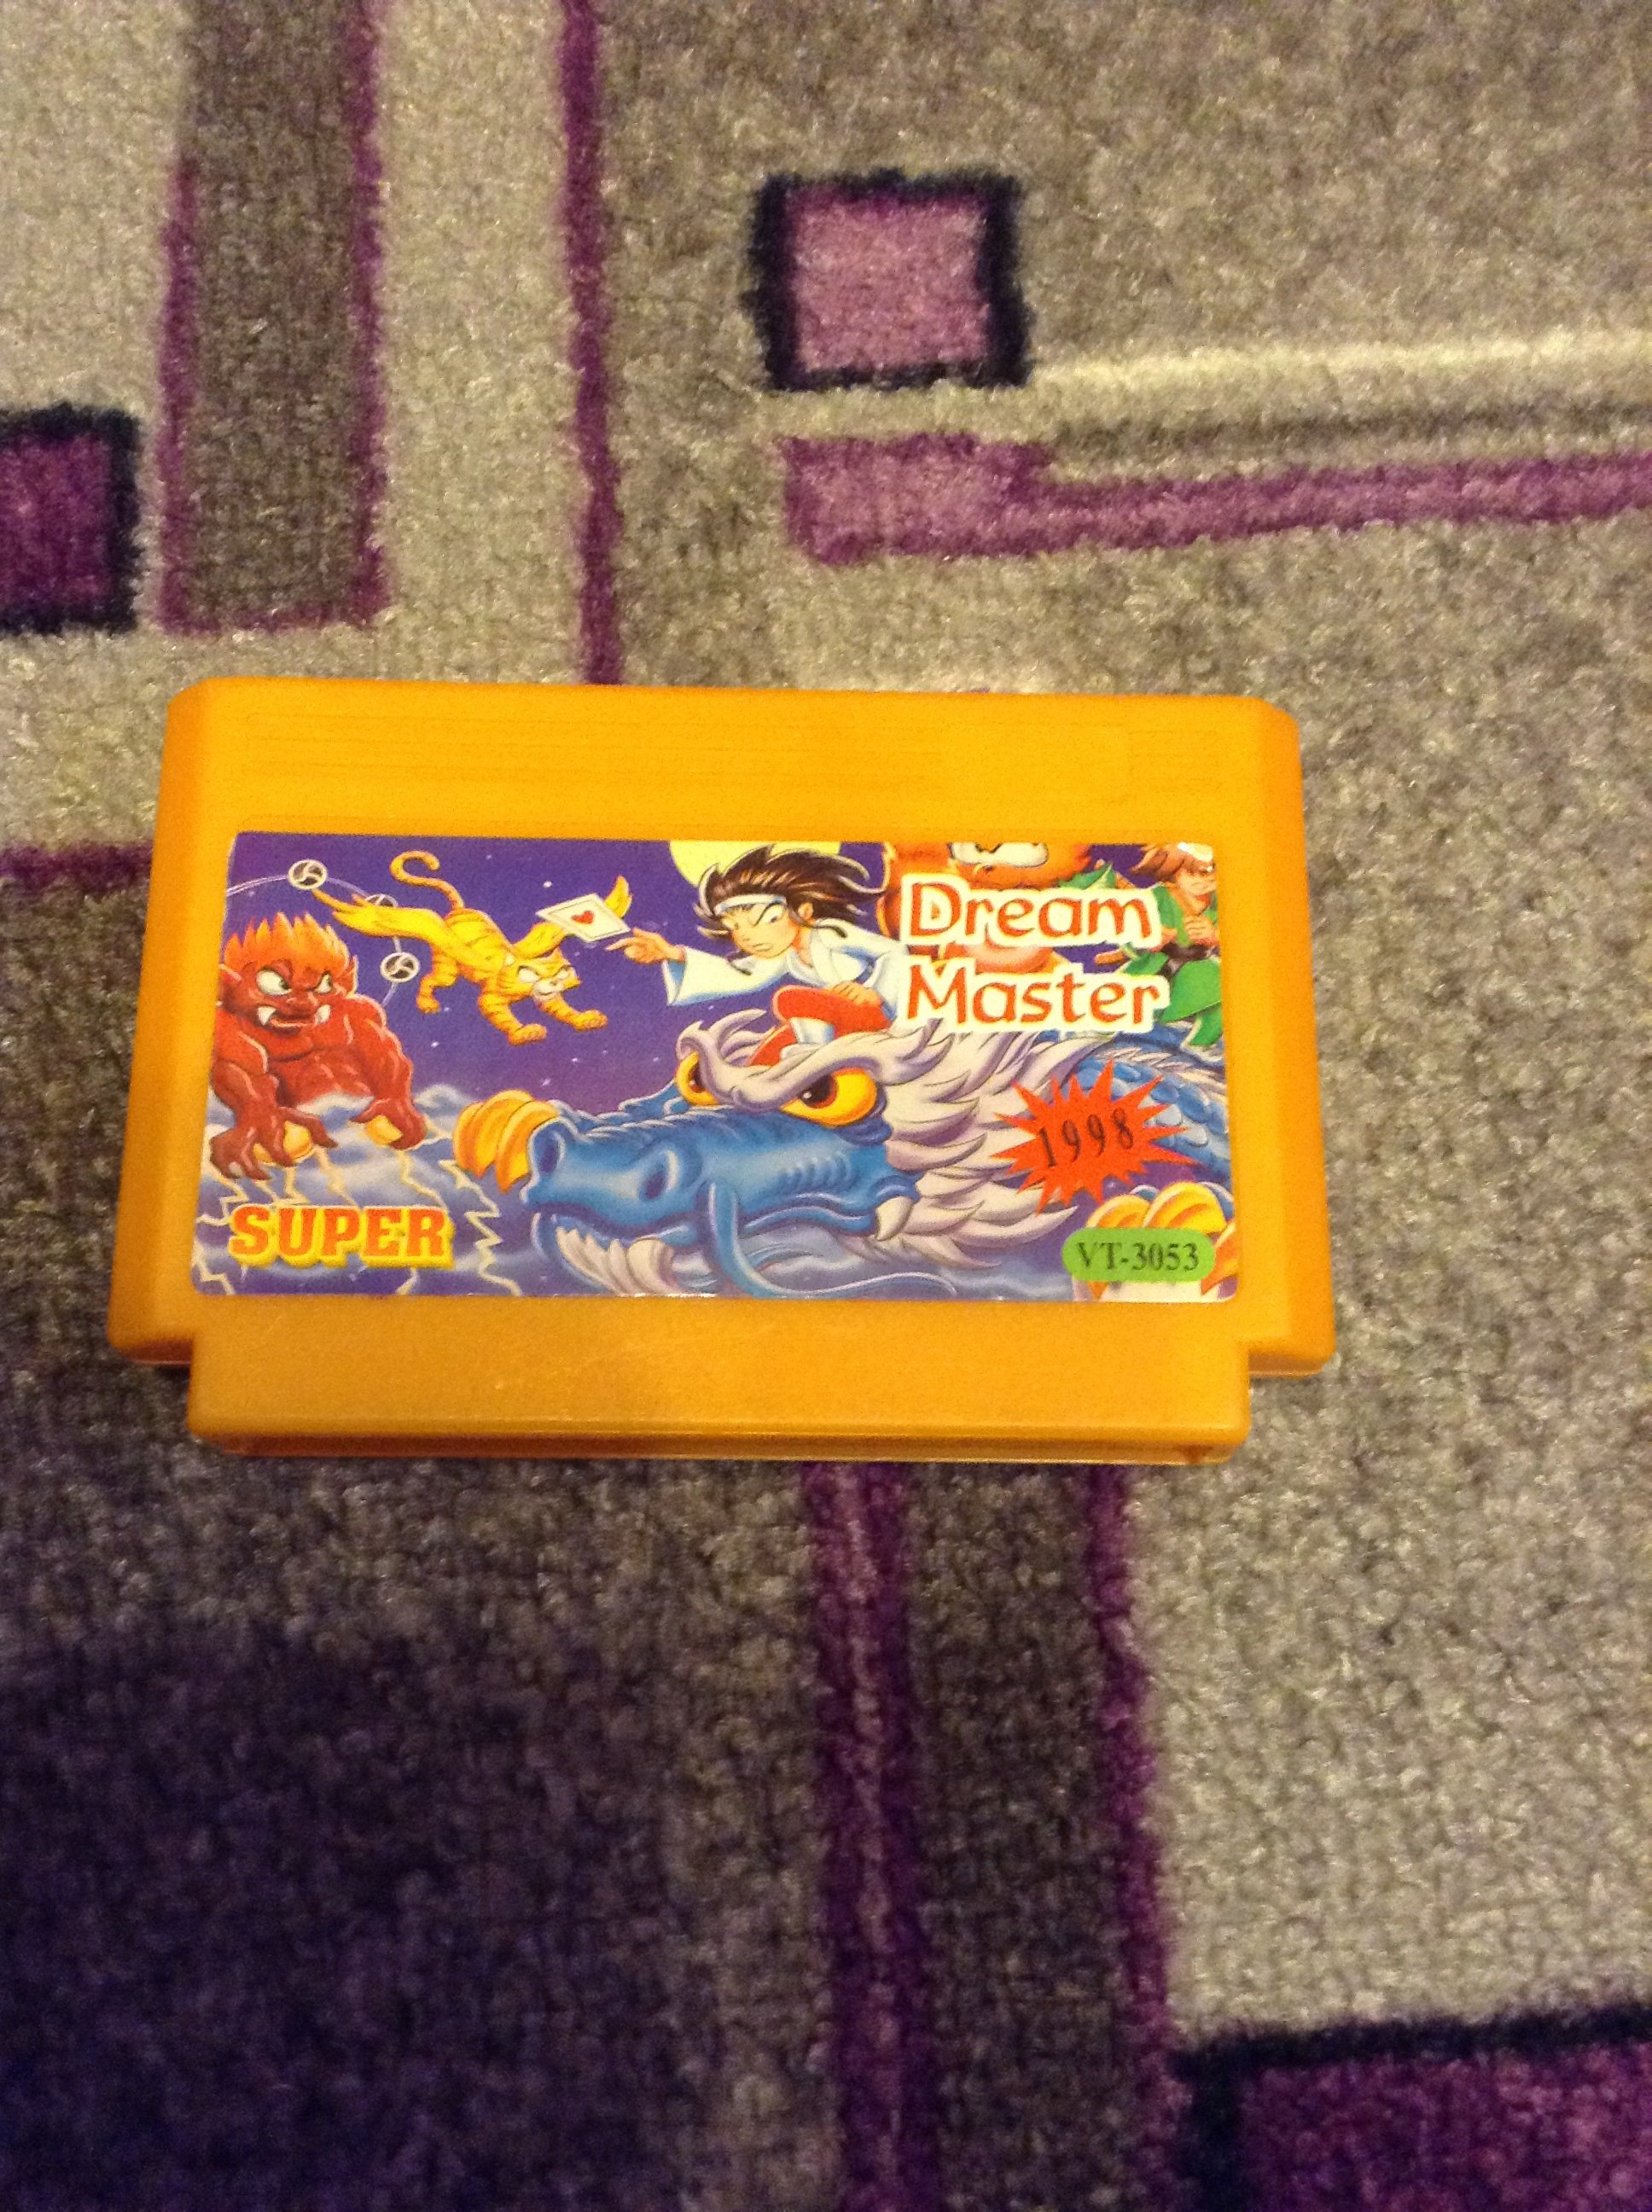 Dream
Master
1998
SUPER
VT-3053